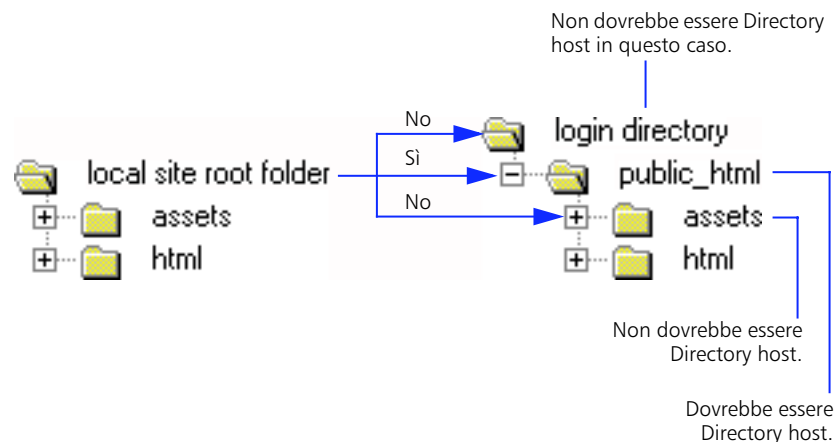 Non dovrebbe essere Directory
host in questo caso.
No
login directory
Sì
local site root folder
public_html
No
assets
assets
html
html
Non dovrebbe essere
Directory host.
Dovrebbe essere
Directory host.